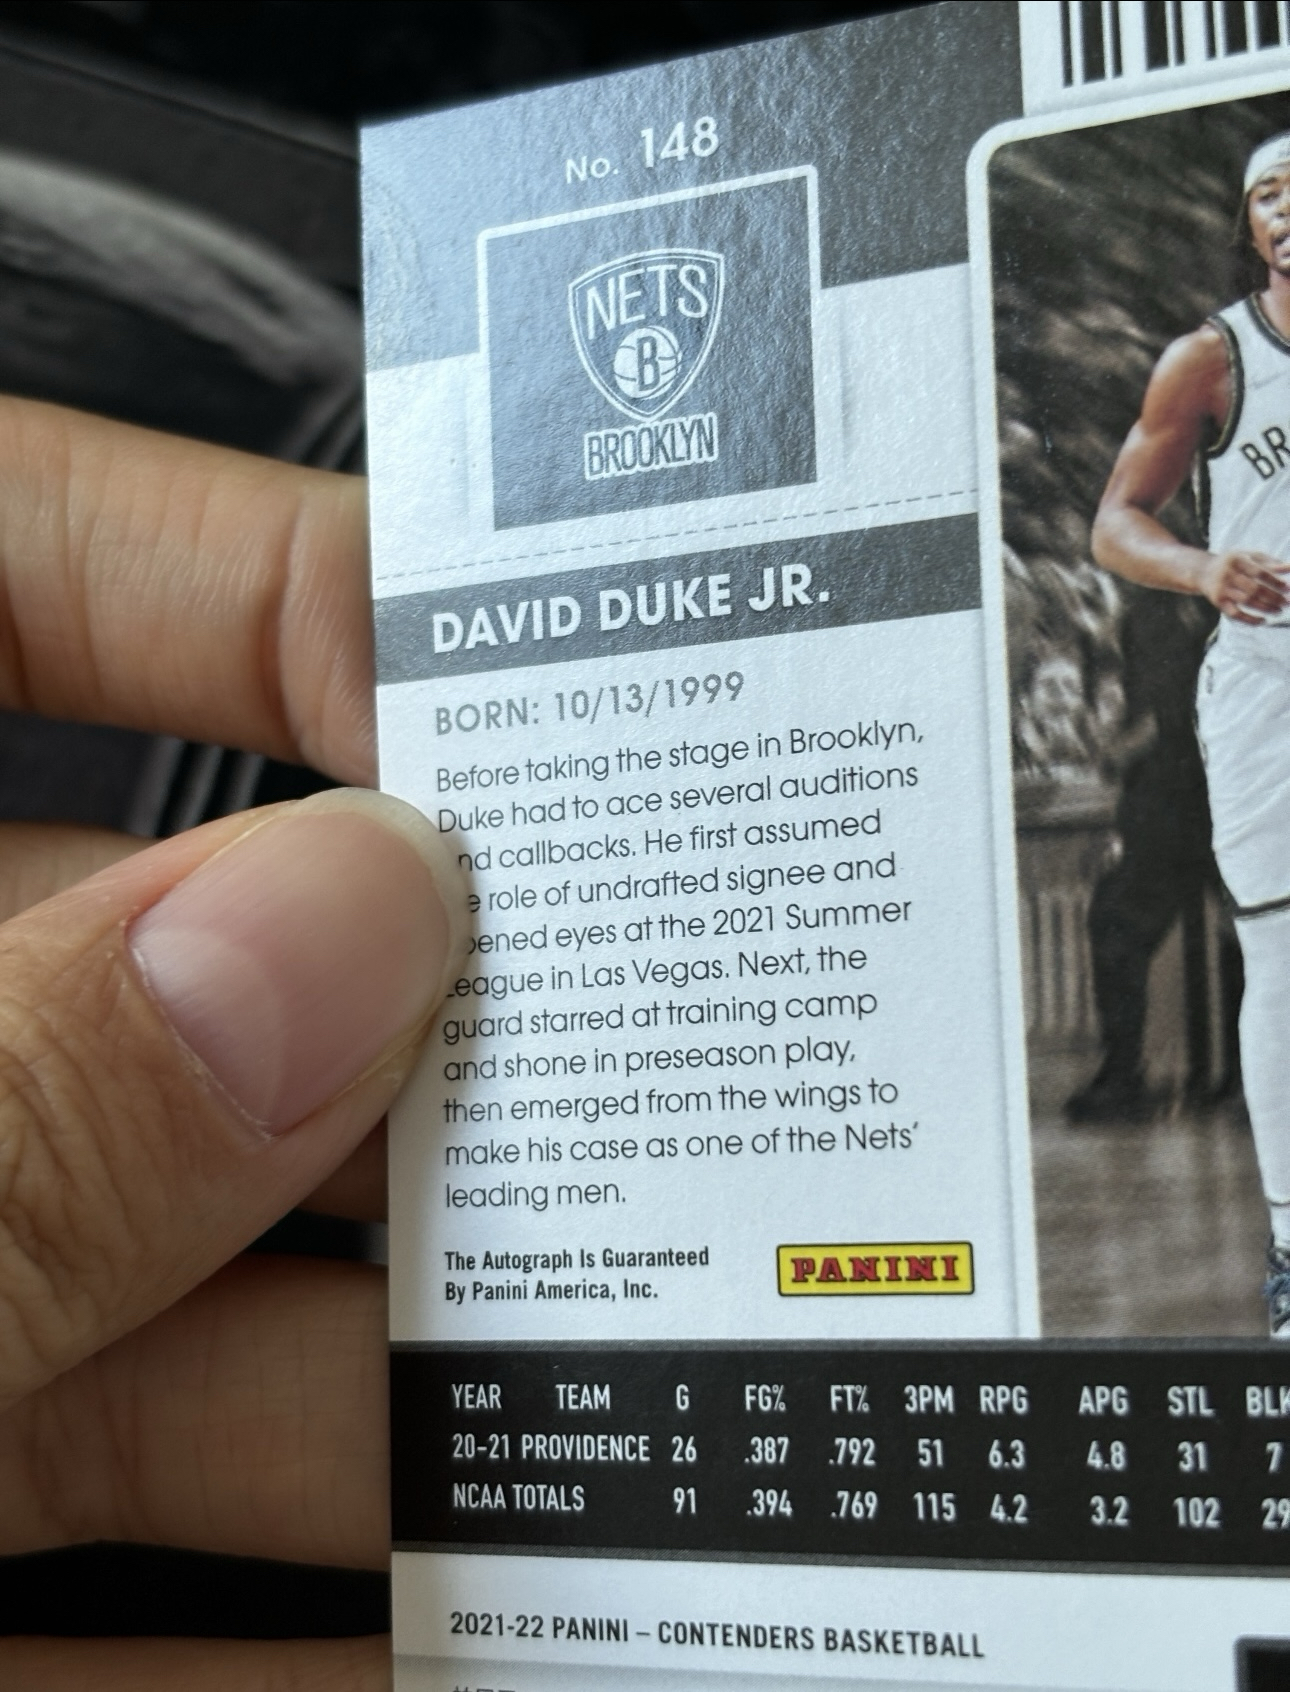 No. 148
NETS
B
BROOKLYN
DAVID DUKE JR.
BORN: 10/13/1999
Before taking the stage in Brooklyn,
Duke had to ace several auditions
nd callbacks. He first assumed
e role of undrafted signee and
pened eyes at the 2021 Summer
League in Las Vegas. Next, the
guard starred at training camp
and shone in preseason play,
then emerged from the wings to
make his case as one of the Nets'
leading men.
The Autograph Is Guaranteed
By Panini America, Inc.
PANINI
BR
YEAR TEAM G FG% FT% 3PM RPG APG STL BLK
20-21 PROVIDENCE 26 .387 .792 51 6.3 4.8 31 7
NCAA TOTALS 91 .394 .769 115 4.2 3.2 102 29
2021-22 PANINI – CONTENDERS BASKETBALL